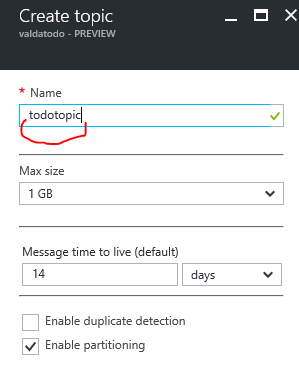 Create topic
valdatodo - PREVIEW
* Name
todotopic
Max size
1 GB
Message time to live (default)
14 days
Enable duplicate detection
Enable partitioning